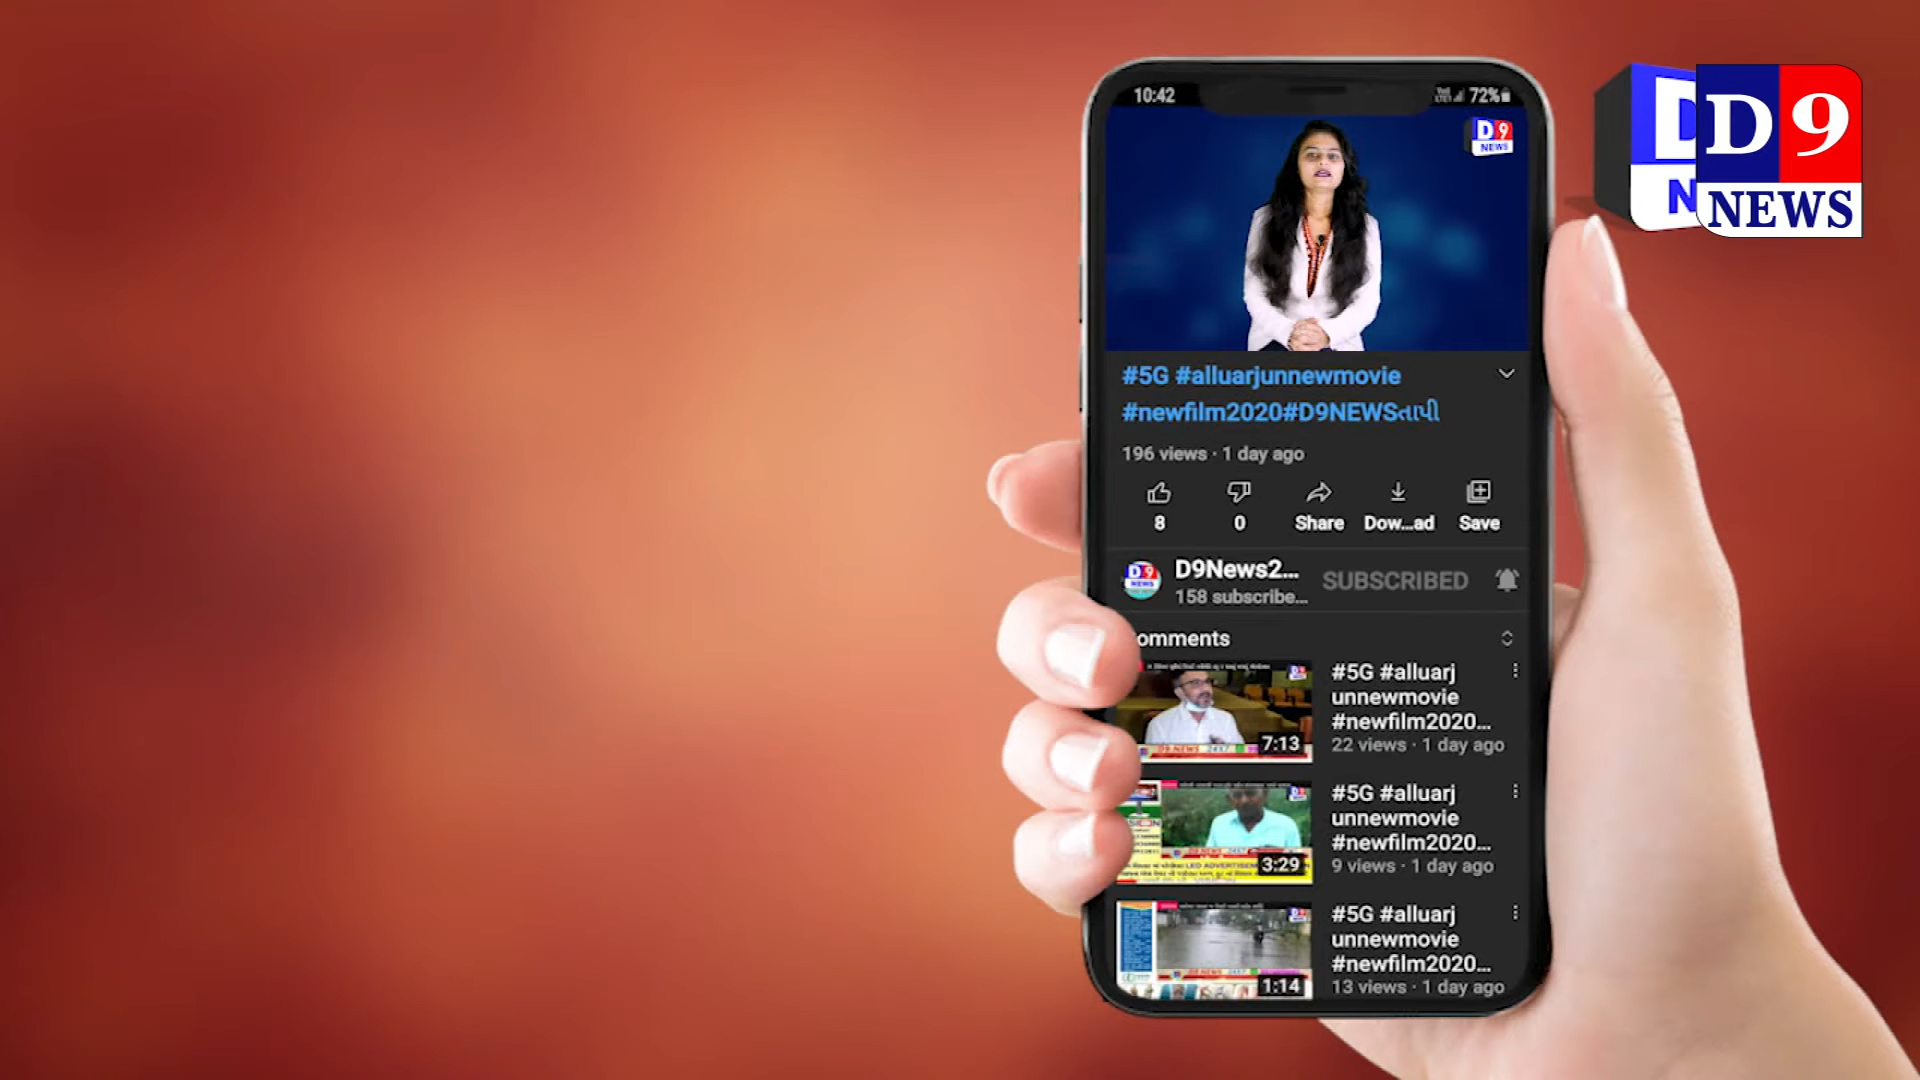 10:42
72%
D9
NEWS
#5G #alluarjunnewmovie
#newfilm2020#D9NEWSતાપી
196 views · 1 day ago
8
0
Share
Dow...ad
Save
D9News2...
158 subscribe...
SUBSCRIBED
omments
#5G #alluarj
unnewmovie
#newfilm2020...
22 views · 1 day ago
7:13
#5G #alluarj
unnewmovie
#newfilm2020...
9 views · 1 day ago
3:29
#5G #alluarj
unnewmovie
#newfilm2020...
13 views · 1 day ago
1:14
D
N
D9
NEWS